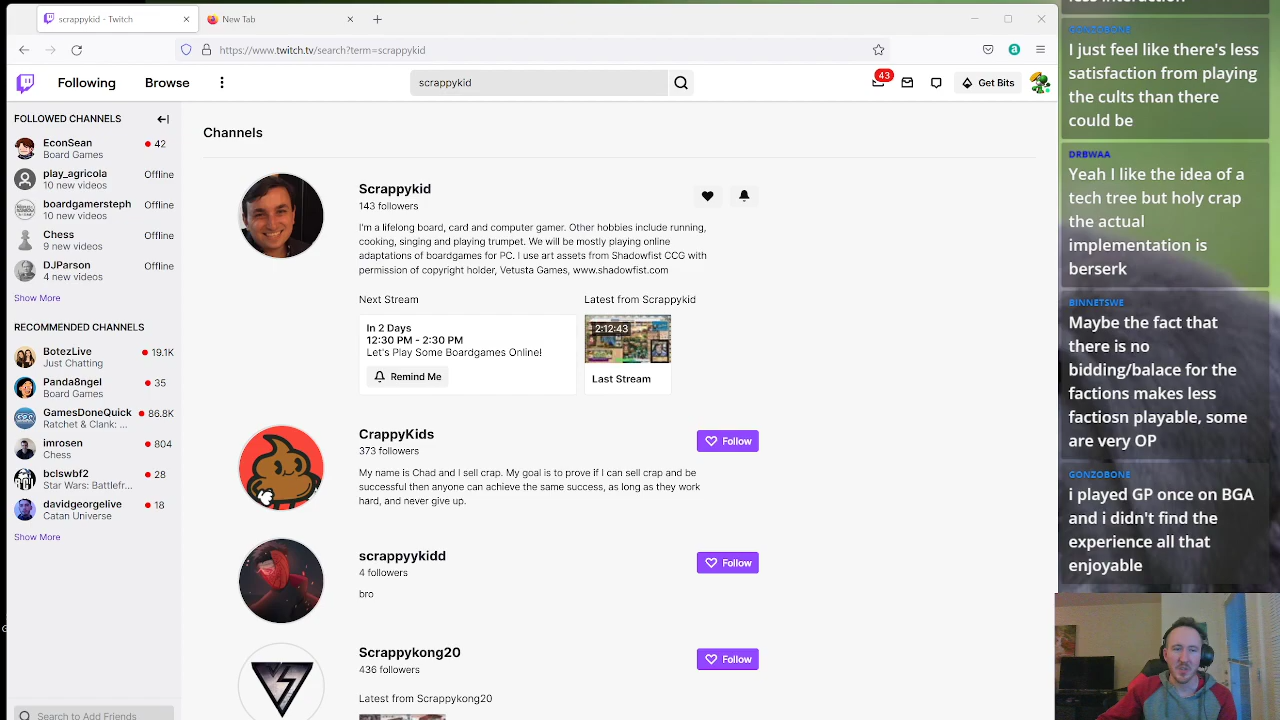 scrappykid - Twitch
New Tab
https://www.twitch.tv/search?term=scrappykid
Following
Browse
scrappykid
43
Get Bits
FOLLOWED CHANNELS
EconSean
Board Games
42
play_agricola
10 new videos
Offline
boardgamersteph
10 new videos
Offline
Chess
9 new videos
Offline
DJParson
4 new videos
Offline
Show More
RECOMMENDED CHANNELS
BotezLive
Just Chatting
19.1K
Panda8ngel
Board Games
35
GamesDoneQuick
Ratchet & Clank: ...
86.8K
imrosen
Chess
804
bclswbf2
Star Wars: Battlefr...
28
davidgeorgelive
Catan Universe
18
Show More
Search to Add Friends
Channels
Scrappykid
143 followers
I'm a lifelong board, card and computer gamer. Other hobbies include running,
cooking, singing and playing trumpet. We will be mostly playing online
adaptations of boardgames for PC. I use art assets from Shadowfist CCG with
permission of copyright holder, Vetusta Games, www.shadowfist.com
Next Stream
In 2 Days
12:30 PM - 2:30 PM
Let's Play Some Boardgames Online!
Remind Me
Latest from Scrappykid
2:12:43
Last Stream
CrappyKids
373 followers
My name is Chad and I sell crap. My goal is to prove if I can sell crap and be
successful then anyone can achieve the same success, as long as they work
hard, and never give up.
Follow
scrappyykidd
4 followers
bro
Follow
Scrappykong20
436 followers
Latest from Scrappykong20
Follow
less interaction
GONZOBONE
I just feel like there's less
satisfaction from playing
the cults than there
could be
DRBWAA
Yeah I like the idea of a
tech tree but holy crap
the actual
implementation is
berserk
BINNETSWE
Maybe the fact that
there is no
bidding/balace for the
factions makes less
factiosn playable, some
are very OP
GONZOBONE
i played GP once on BGA
and i didn't find the
experience all that
enjoyable